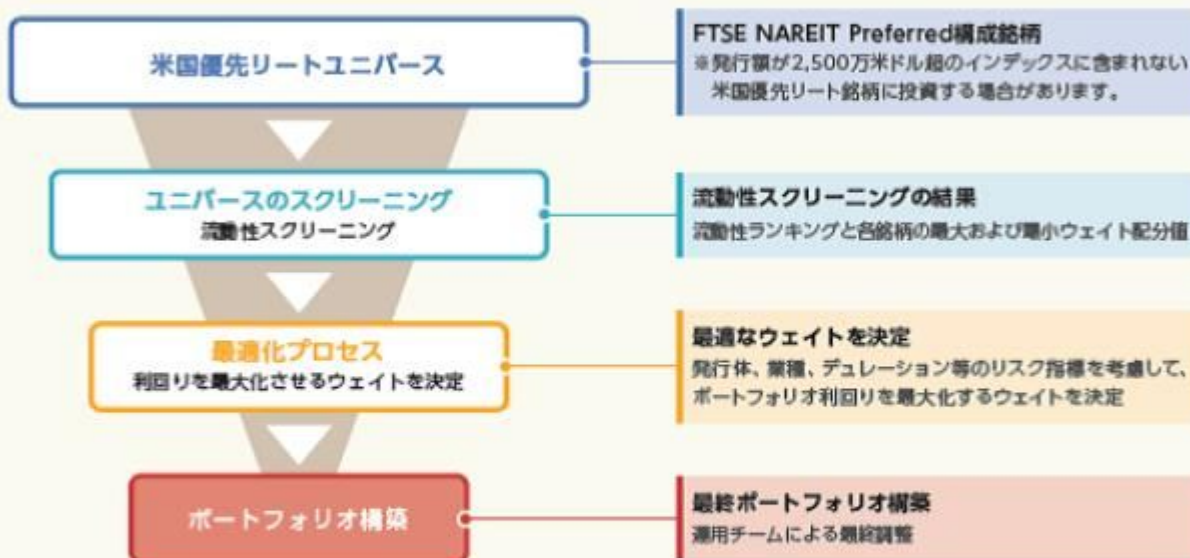 米国優先リートユニバース
FTSE NAREIT Preferred構成銘柄
※発行額が2,500万米ドル超のインデックスに含まれない
米国優先リート銘柄に投資する場合があります。
ユニバースのスクリーニング
流動性スクリーニング
流動性スクリーニングの結果
流動性ランキングと各銘柄の最大および最小ウェイト配分値
最適化プロセス
利回りを最大化させるウェイトを決定
最適なウェイトを決定
発行体、業種、デュレーション等のリスク指標を考慮して、
ポートフォリオ利回りを最大化するウェイトを決定
ポートフォリオ構築
最終ポートフォリオ構築
運用チームによる最終調整